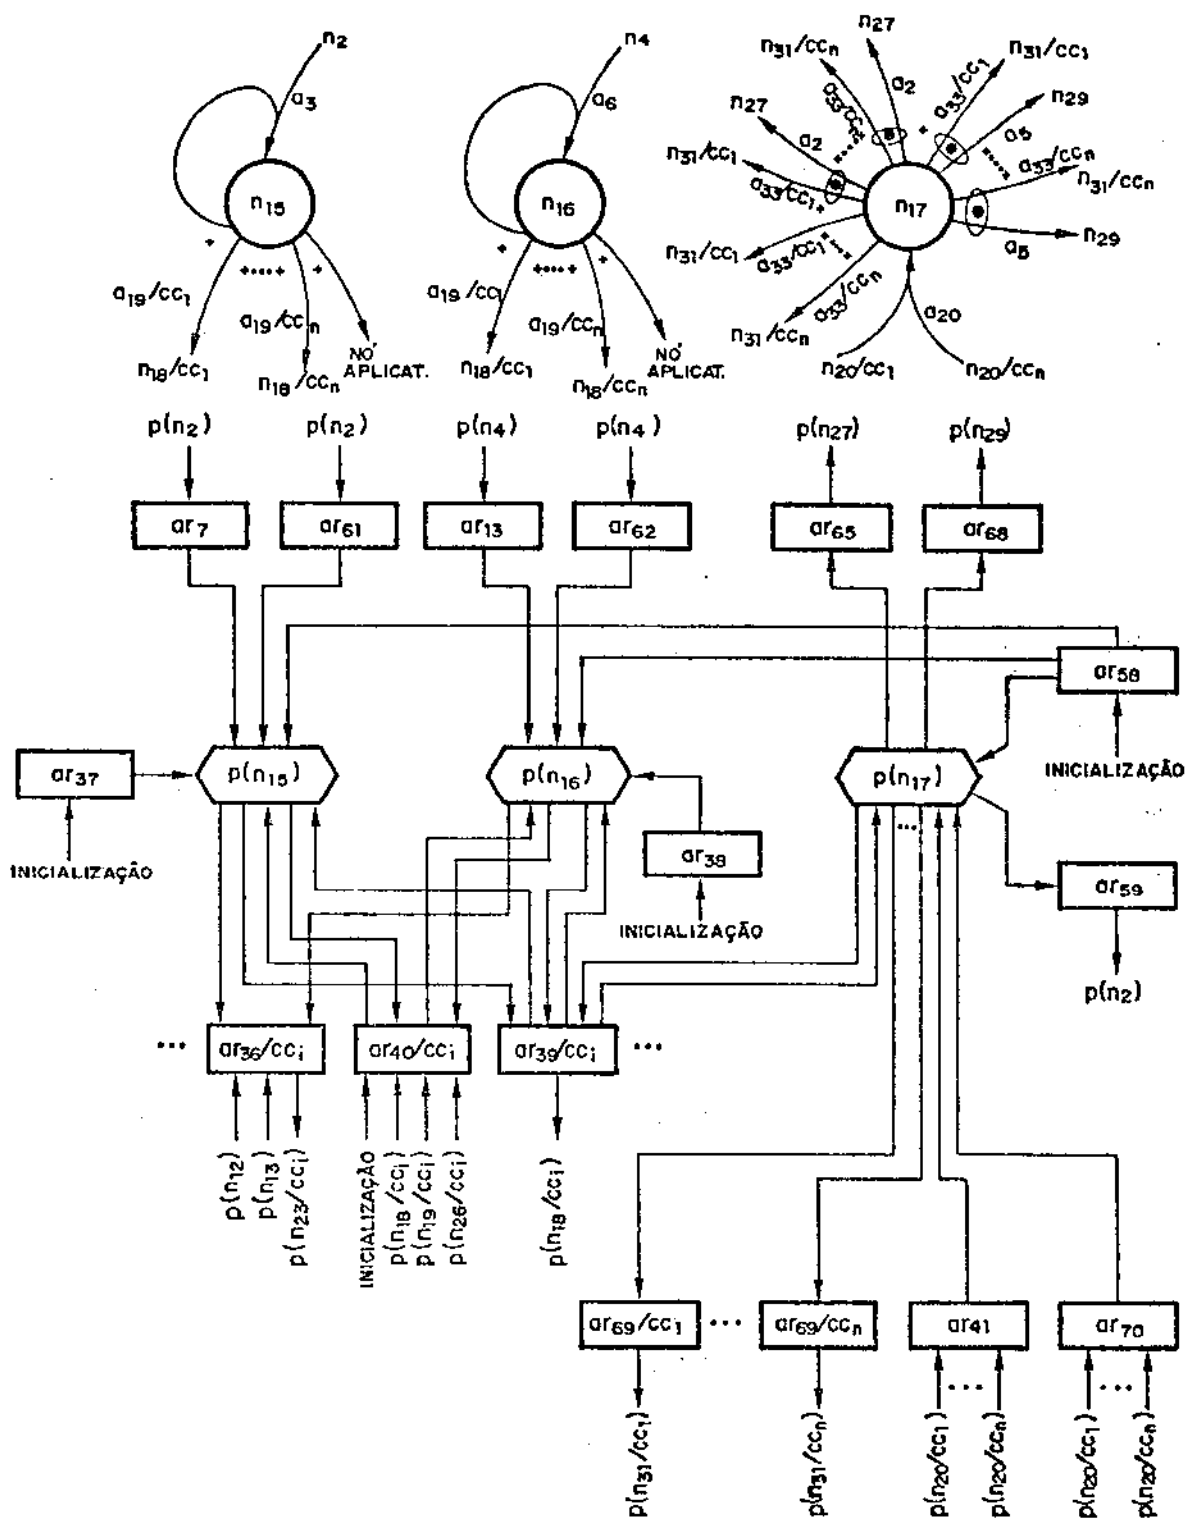 n2
n4
n27
n31/ccn
n31/cc1
n27
a2
a33/ccn
a33/cc1
n29
a3
a6
a2
a5
n31/cc1
a33/ccn
n31/ccn
a33/cc1
n15
n16
n17
n29
a5
n31/cc1
a33/cc1
a33/ccn
a20
n31/ccn
n20/cc1
n20/ccn
a19/cc1
a19/ccn
n18/cc1
n18/ccn
NÓ
APLICAT.
a19/cc1
a19/ccn
n18/cc1
n18/ccn
NÓ
APLICAT.
p(n2) p(n2) p(n4) p(n4) p(n27) p(n29)
ar7 ar61 ar13 ar62 ar65 ar68
ar58
INICIALIZAÇÃO
ar37 p(n15) p(n16) p(n17)
INICIALIZAÇÃO
ar38
INICIALIZAÇÃO
ar59
p(n2)
... ar36/cci ar40/cci ar39/cci ...
p(n12)
p(n13)
p(n23/cci)
INICIALIZAÇÃO
p(n18/cci)
p(n19/cci)
p(n26/cci)
p(n18/cci)
ar69/cc1 ... ar69/ccn ar41 ar70
p(n31/cc1)
p(n31/ccn)
p(n20/cc1)
...
p(n20/ccn)
p(n20/cc1)
...
p(n20/ccn)